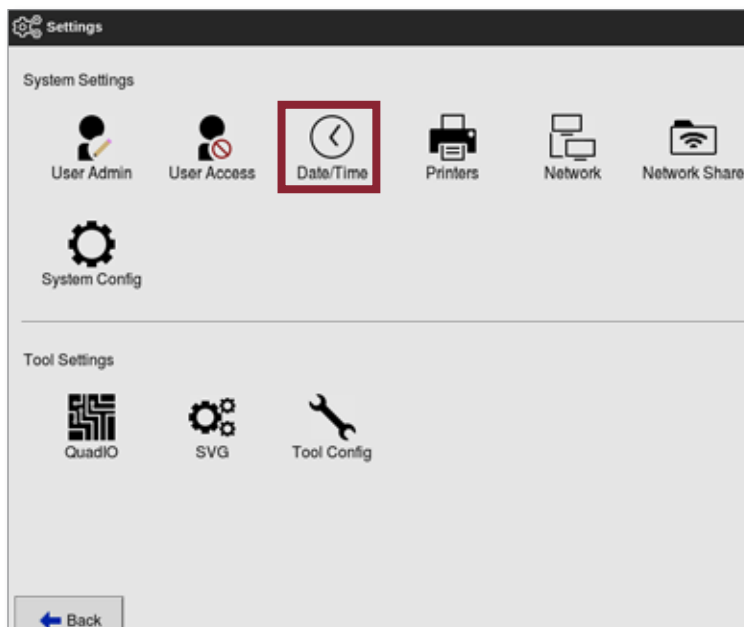 Settings
System Settings
User Admin User Access Date/Time Printers Network Network Share
System Config
Tool Settings
QuadIO SVG Tool Config
Back